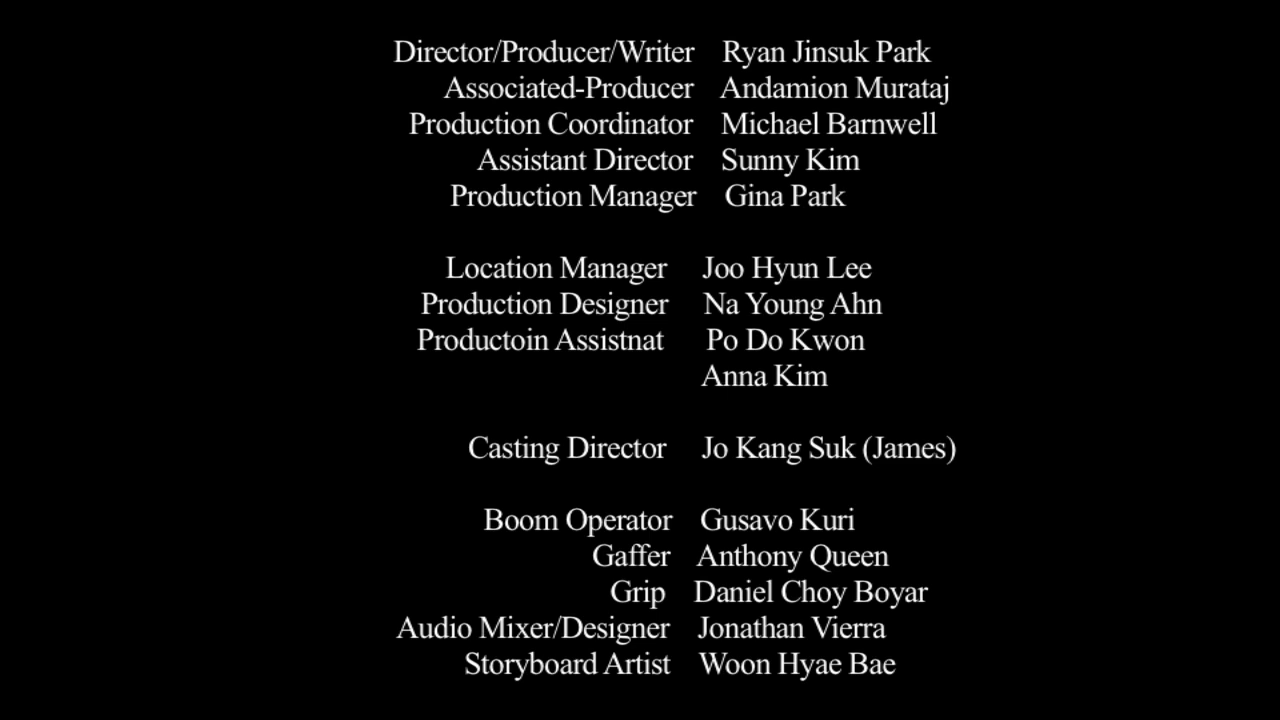 Director/Producer/Writer Ryan Jinsuk Park
Associated-Producer Andamion Murataj
Production Coordinator Michael Barnwell
Assistant Director Sunny Kim
Production Manager Gina Park
Location Manager Joo Hyun Lee
Production Designer Na Young Ahn
Productoin Assistnat Po Do Kwon
Anna Kim
Casting Director Jo Kang Suk (James)
Boom Operator Gusavo Kuri
Gaffer Anthony Queen
Grip Daniel Choy Boyar
Audio Mixer/Designer Jonathan Vierra
Storyboard Artist Woon Hyae Bae